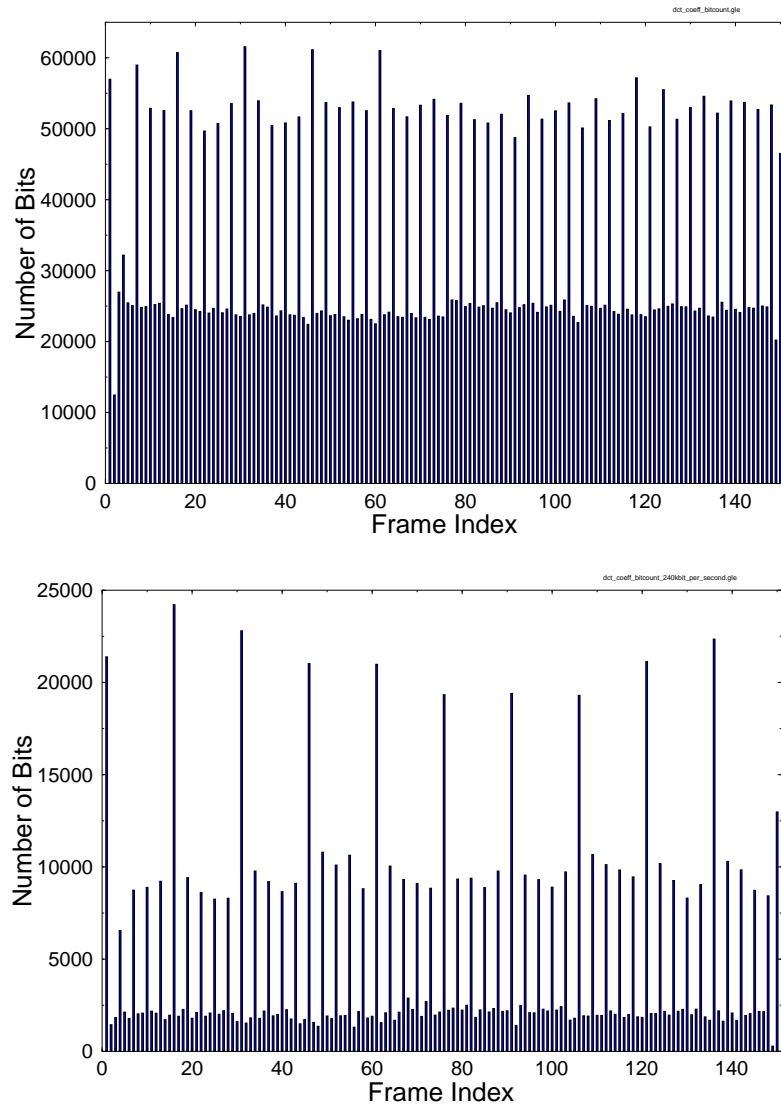 dct_coeff_bitcount.gle
60000
50000
40000
30000
20000
10000
0
Number of Bits
0 20 40 60 80 100 120 140
Frame Index
dct_coeff_bitcount_240kbit_per_second.gle
25000
20000
15000
10000
5000
0
Number of Bits
0 20 40 60 80 100 120 140
Frame Index